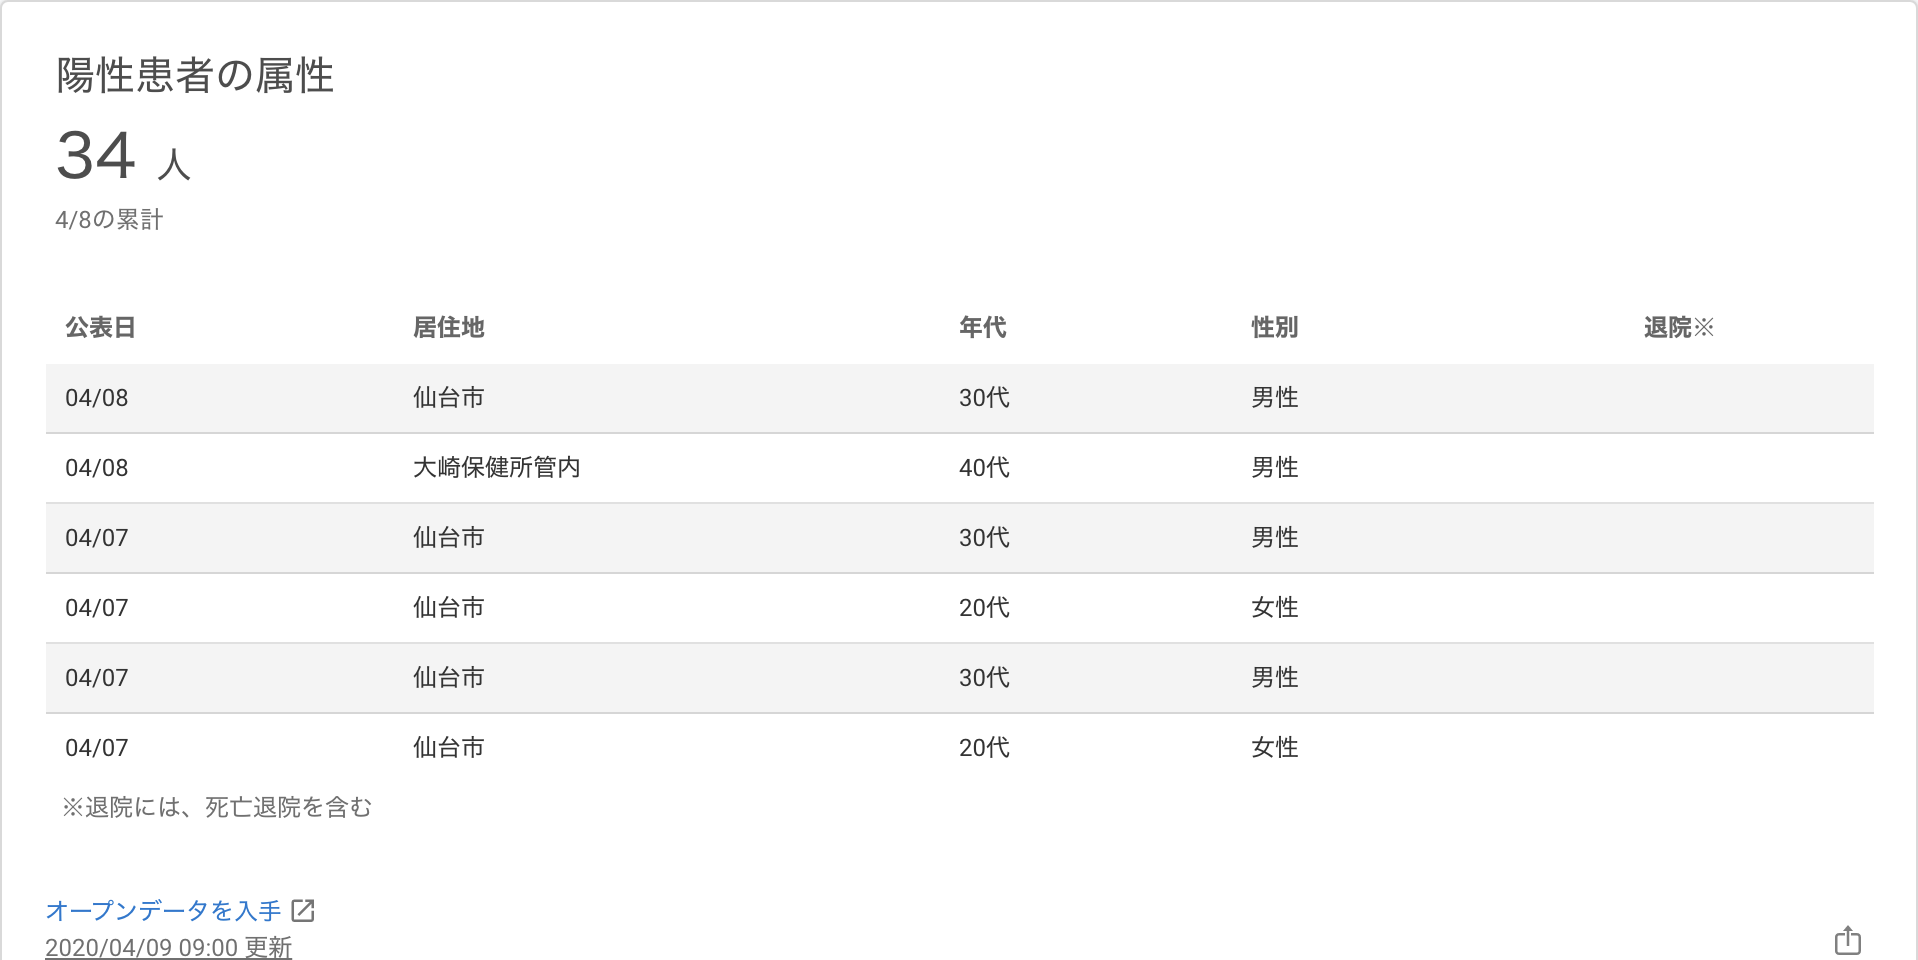 陽性患者の属性
34 人
4/8の累計
公表日 居住地 年代 性別 退院※
04/08 仙台市 30代 男性
04/08 大崎保健所管内 40代 男性
04/07 仙台市 30代 男性
04/07 仙台市 20代 女性
04/07 仙台市 30代 男性
04/07 仙台市 20代 女性
※退院には、死亡退院を含む
オープンデータを入手
2020/04/09 09:00 更新